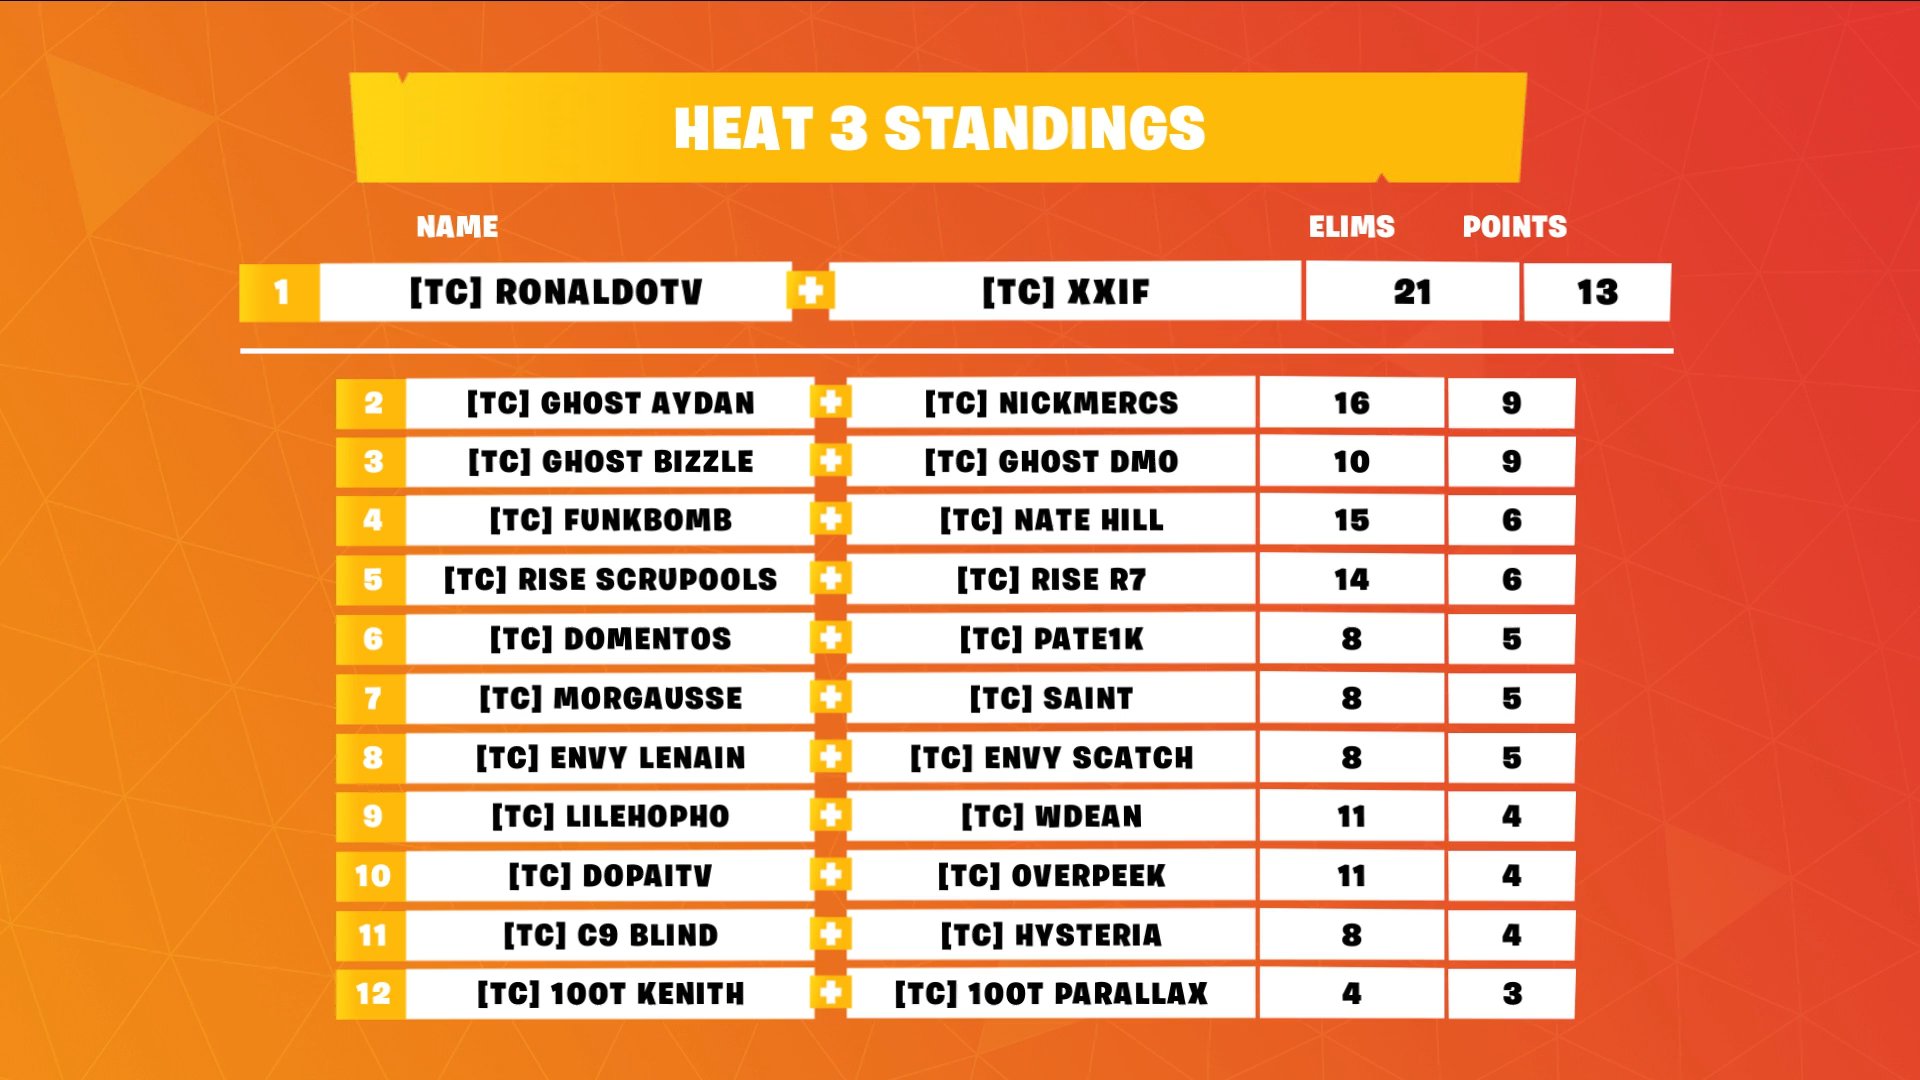 HEAT 3 STANDINGS
NAME ELIMS POINTS
1 [TC] RONALDOTV + [TC] XXIF 21 13
2 [TC] GHOST AYDAN + [TC] NICKMERCS 16 9
3 [TC] GHOST BIZZLE + [TC] GHOST DMO 10 9
4 [TC] FUNKBOMB + [TC] NATE HILL 15 6
5 [TC] RISE SCRUPOOLS + [TC] RISE R7 14 6
6 [TC] DOMENTOS + [TC] PATE1K 8 5
7 [TC] MORGAUSSE + [TC] SAINT 8 5
8 [TC] ENVY LENAIN + [TC] ENVY SCATCH 8 5
9 [TC] LILEHOPHO + [TC] WDEAN 11 4
10 [TC] DOPAITV + [TC] OVERPEEK 11 4
11 [TC] C9 BLIND + [TC] HYSTERIA 8 4
12 [TC] 100T KENITH + [TC] 100T PARALLAX 4 3